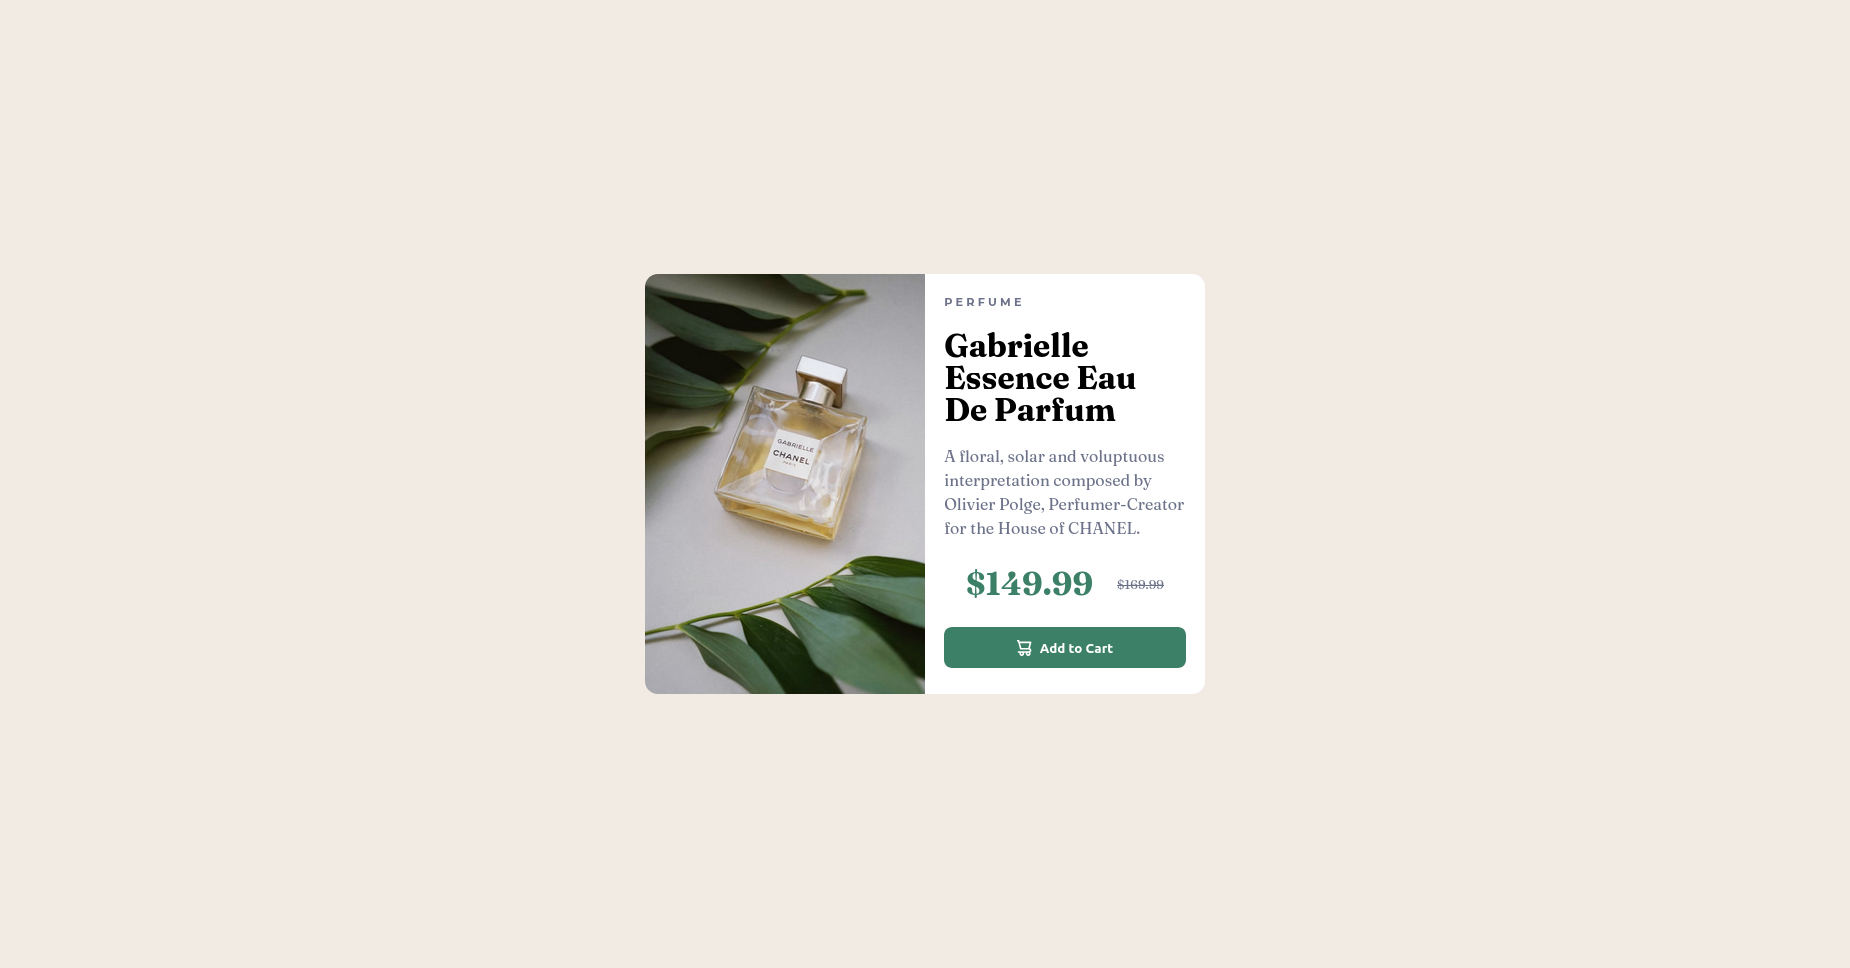 GABRIELLE
CHANEL
PARIS
PERFUME
Gabrielle
Essence Eau
De Parfum
A floral, solar and voluptuous
interpretation composed by
Olivier Polge, Perfumer-Creator
for the House of CHANEL.
$149.99 $169.99
Add to Cart